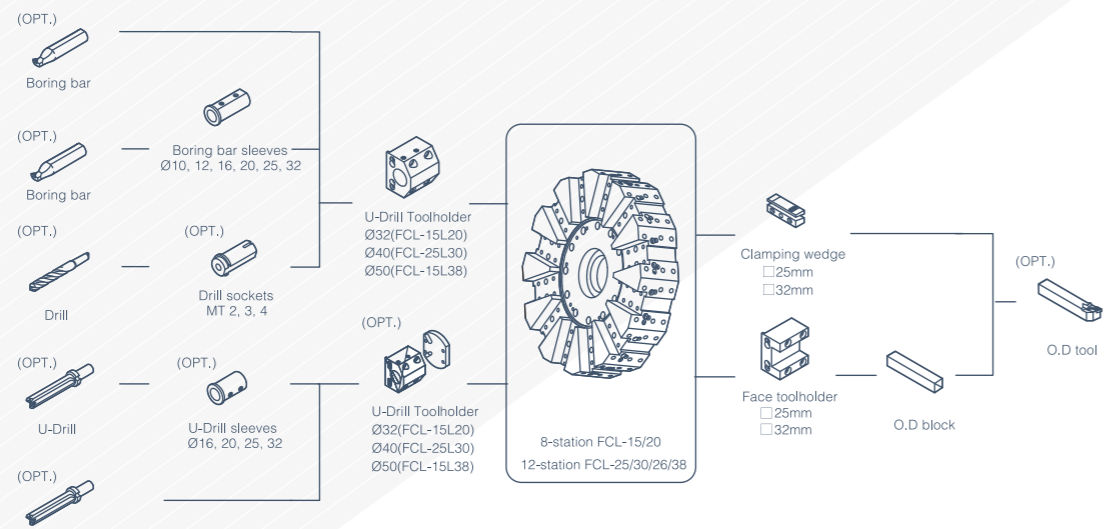 (OPT.)
Boring bar
(OPT.)
Boring bar
Boring bar sleeves
Ø10, 12, 16, 20, 25, 32
(OPT.)
Drill
(OPT.)
Drill sockets
MT 2, 3, 4
(OPT.)
U-Drill
(OPT.)
U-Drill sleeves
Ø16, 20, 25, 32
(OPT.)
U-Drill Toolholder
Ø32(FCL-15L20)
Ø40(FCL-25L30)
Ø50(FCL-15L38)
(OPT.)
U-Drill Toolholder
Ø32(FCL-15L20)
Ø40(FCL-25L30)
Ø50(FCL-15L38)
8-station FCL-15/20
12-station FCL-25/30/26/38
Clamping wedge
□25mm
□32mm
Face toolholder
□25mm
□32mm
O.D block
(OPT.)
O.D tool